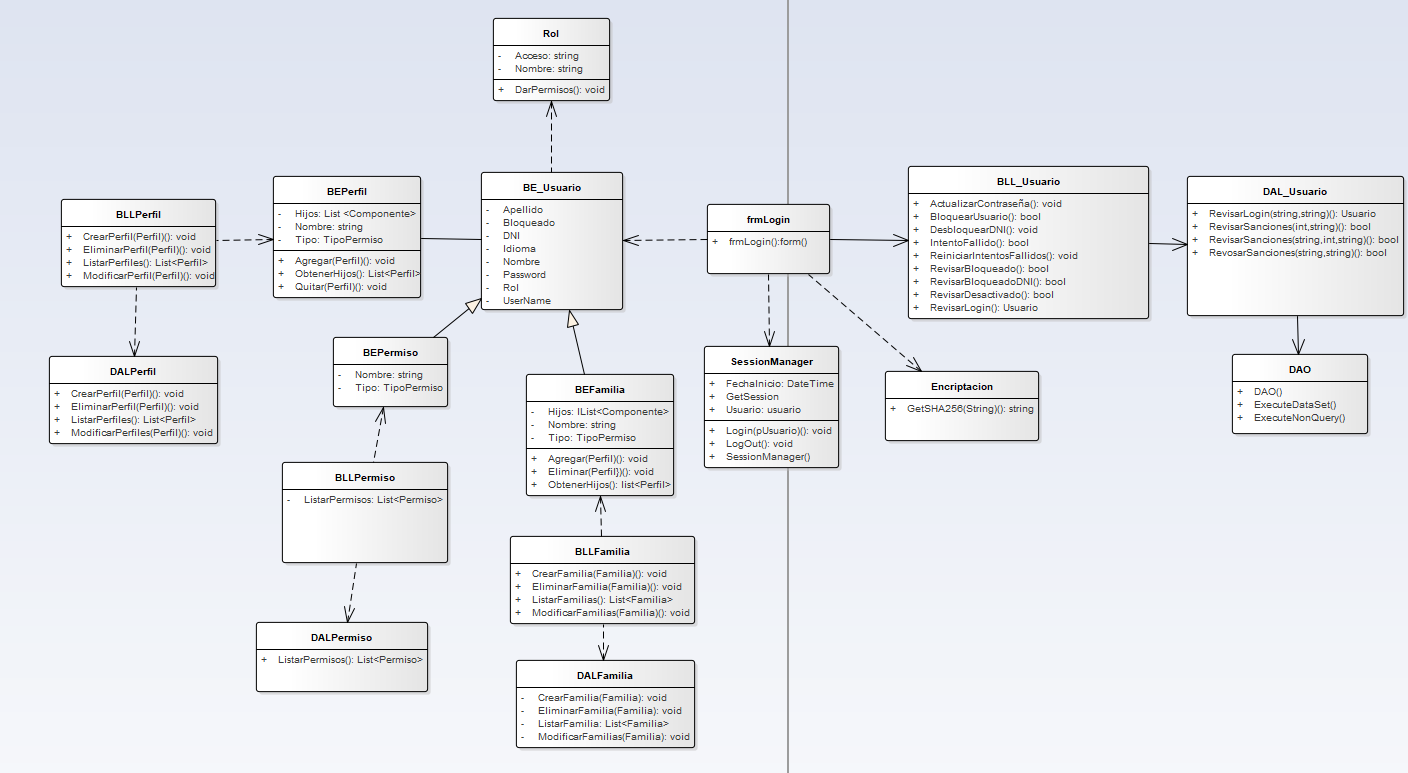 Rol
- Acceso: string
- Nombre: string
+ DarPermisos(): void
BLLPerfil
+ CrearPerfil(Perfil)(): void
+ EliminarPerfil(Perfil)(): void
+ ListarPerfiles(): List<Perfil>
+ ModificarPerfil(Perfil)(): void
BEPerfil
- Hijos: List <Componente>
- Nombre: string
- Tipo: TipoPermiso
+ Agregar(Perfil)(): void
+ ObtenerHijos(): List<Perfil>
+ Quitar(Perfil)(): void
BE_Usuario
- Apellido
- Bloqueado
- DNI
- Idioma
- Nombre
- Password
- Rol
- UserName
frmLogin
+ frmLogin():form()
BLL_Usuario
+ ActualizarContraseña(): void
+ BloquearUsuario(): bool
+ DesbloquearDNI(): void
+ IntentoFallido(): bool
+ ReiniciarIntentosFallidos(): void
+ RevisarBloqueado(): bool
+ RevisarBloqueadoDNI(): bool
+ RevisarDesactivado(): bool
+ RevisarLogin(): Usuario
DAL_Usuario
+ RevisarLogin(string,string)(): Usuario
+ RevisarSanciones(int,string)(): bool
+ RevisarSanciones(string,int,string)(): bool
+ RevosarSanciones(string,string)(): bool
DALPerfil
+ CrearPerfil(Perfil)(): void
+ EliminarPerfil(Perfil)(): void
+ ListarPerfiles(): List<Perfil>
+ ModificarPerfiles(Perfil)(): void
BEPermiso
- Nombre: string
- Tipo: TipoPermiso
BEFamilia
- Hijos: IList<Componente>
- Nombre: string
- Tipo: TipoPermiso
+ Agregar(Perfil)(): void
+ Eliminar(Perfil})(): void
+ ObtenerHijos(): list<Perfil>
SessionManager
+ FechaInicio: DateTime
+ GetSession
+ Usuario: usuario
+ Login(pUsuario)(): void
+ LogOut(): void
+ SessionManager()
Encriptacion
+ GetSHA256(String)(): string
DAO
+ DAO()
+ ExecuteDataSet()
+ ExecuteNonQuery()
BLLPermiso
- ListarPermisos: List<Permiso>
BLLFamilia
+ CrearFamilia(Familia)(): void
+ EliminarFamilia(Familia)(): void
+ ListarFamilias(): List<Familia>
+ ModificarFamilias(Familia)(): void
DALPermiso
+ ListarPermisos(): List<Permiso>
DALFamilia
- CrearFamilia(Familia): void
- EliminarFamilia(Familia): void
- ListarFamilia: List<Familia>
- ModificarFamilias(Familia): void